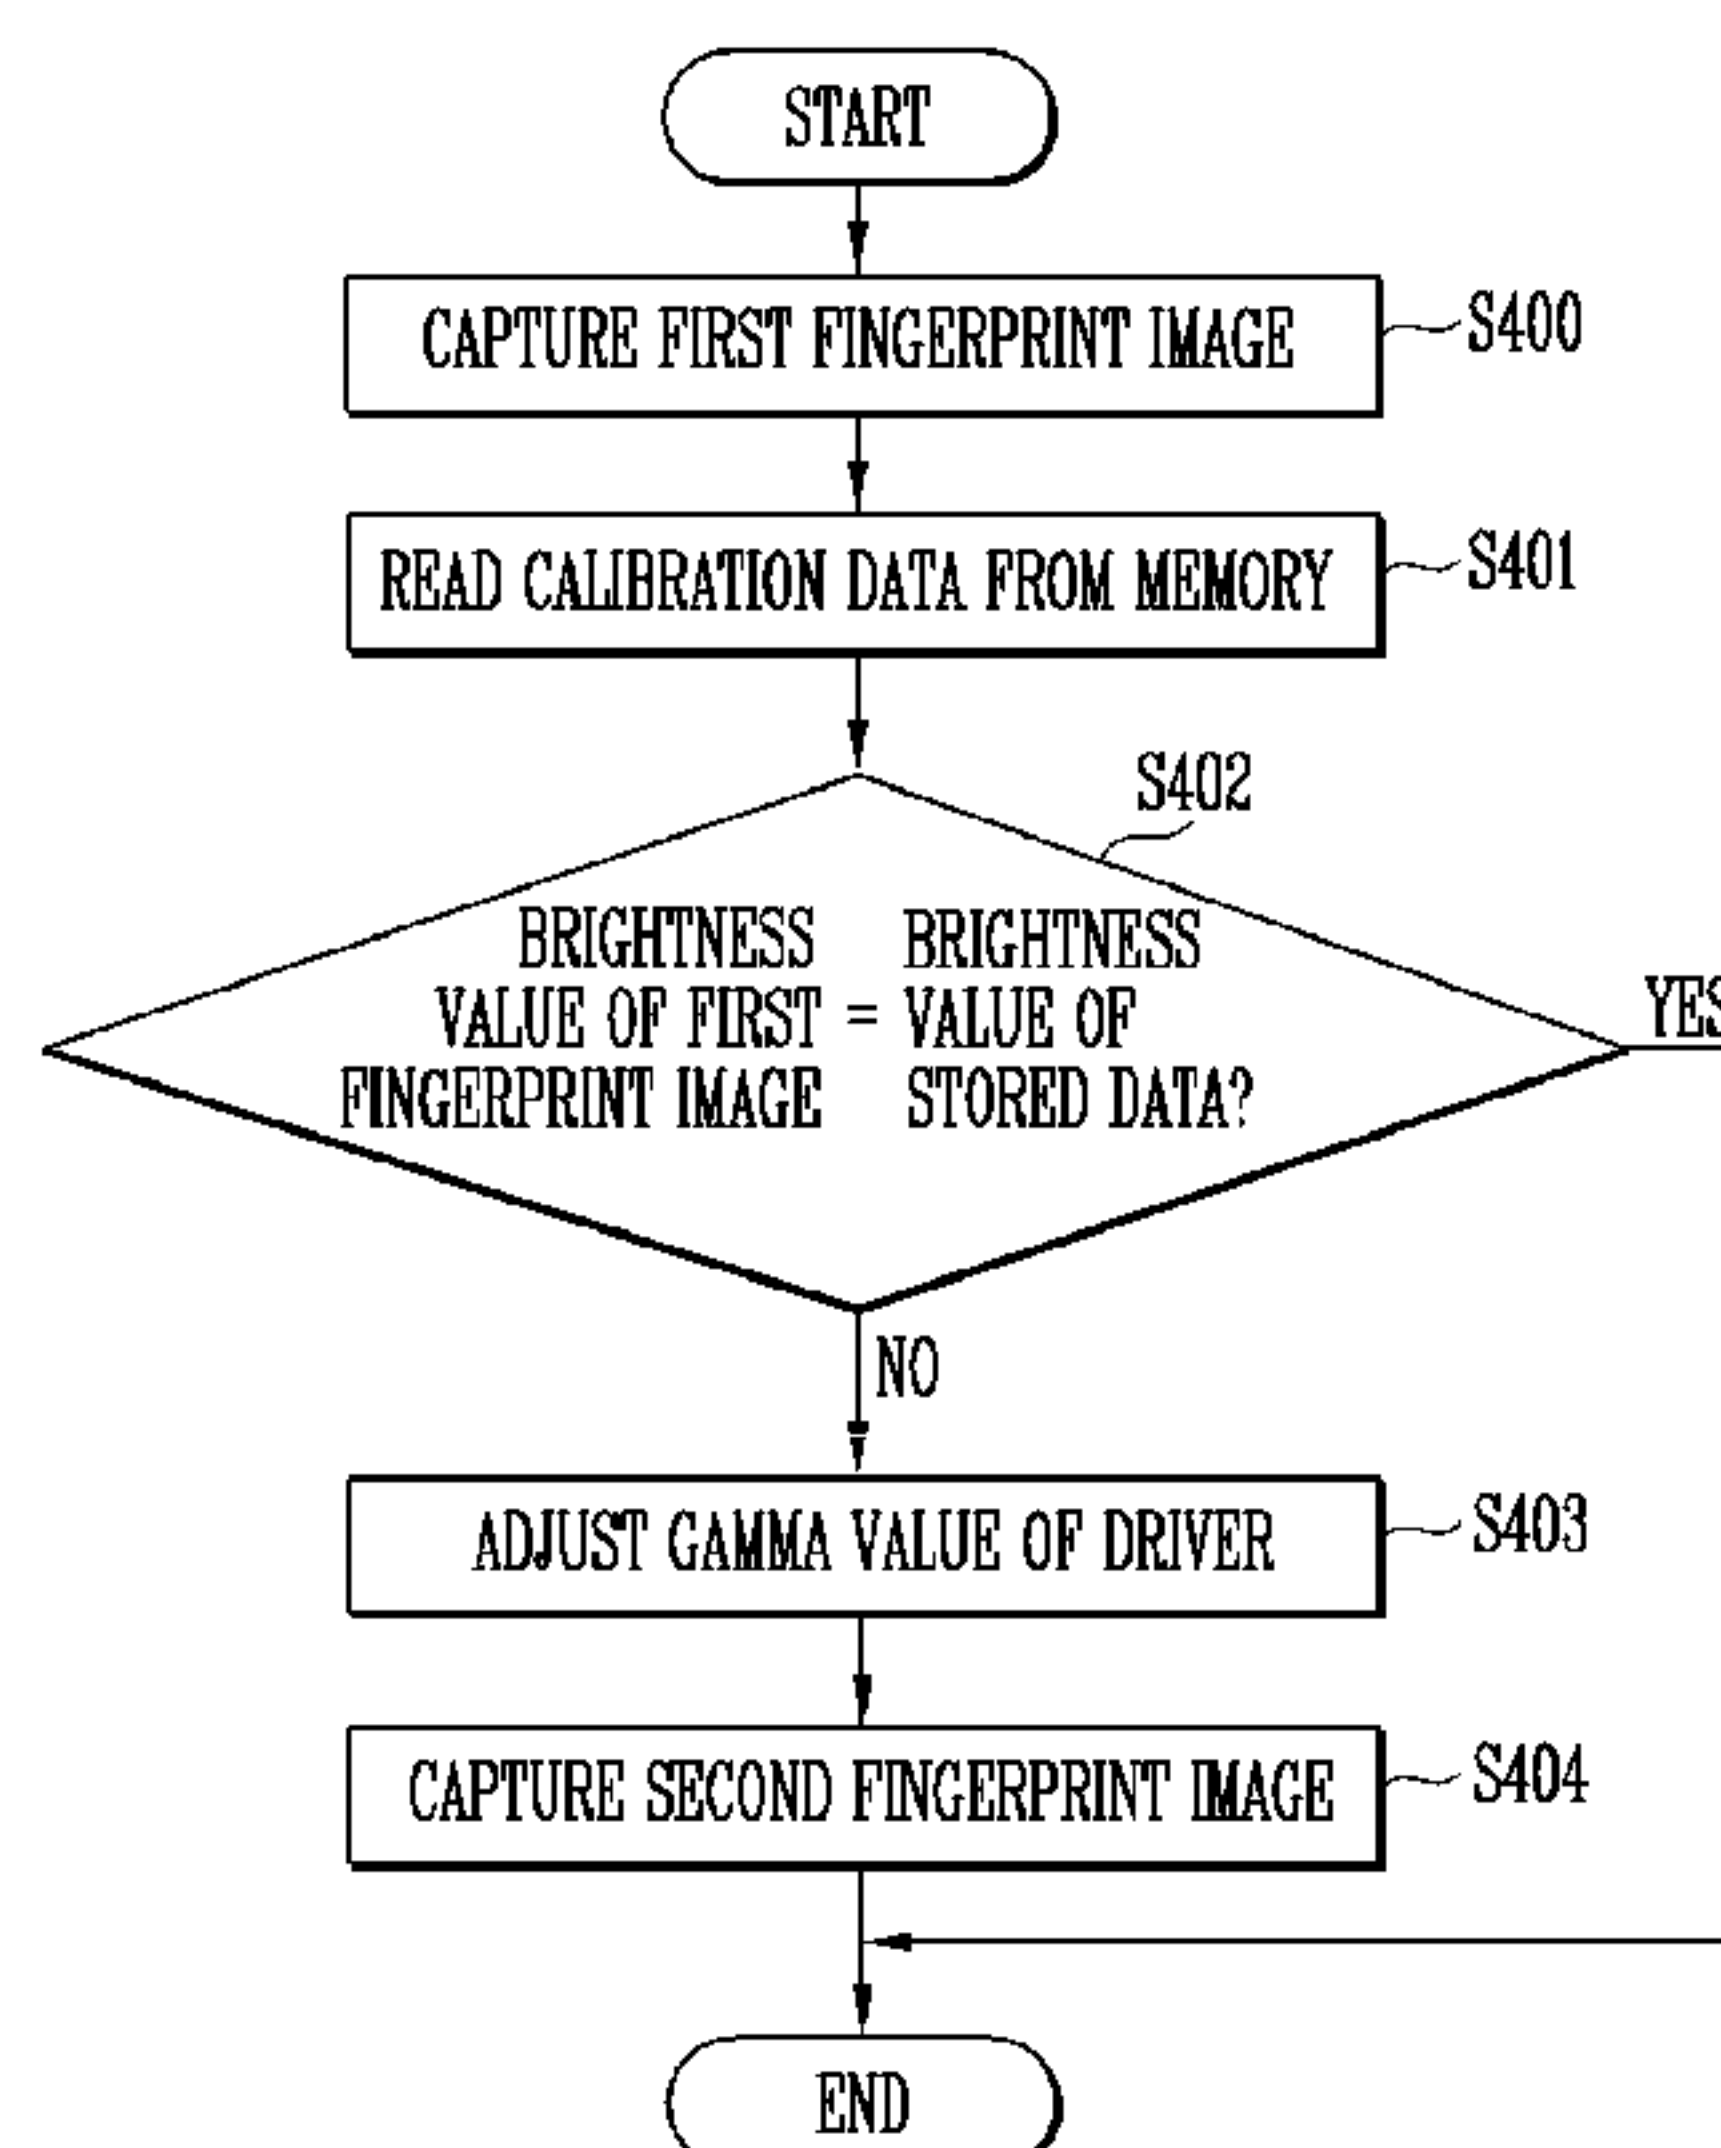 START
CAPTURE FIRST FINGERPRINT IMAGE
S400
READ CALIBRATION DATA FROM MEMORY
S401
S402
BRIGHTNESS BRIGHTNESS
VALUE OF FIRST = VALUE OF
FINGERPRINT IMAGE STORED DATA?
YES
NO
ADJUST GAMMA VALUE OF DRIVER
S403
CAPTURE SECOND FINGERPRINT IMAGE
S404
END